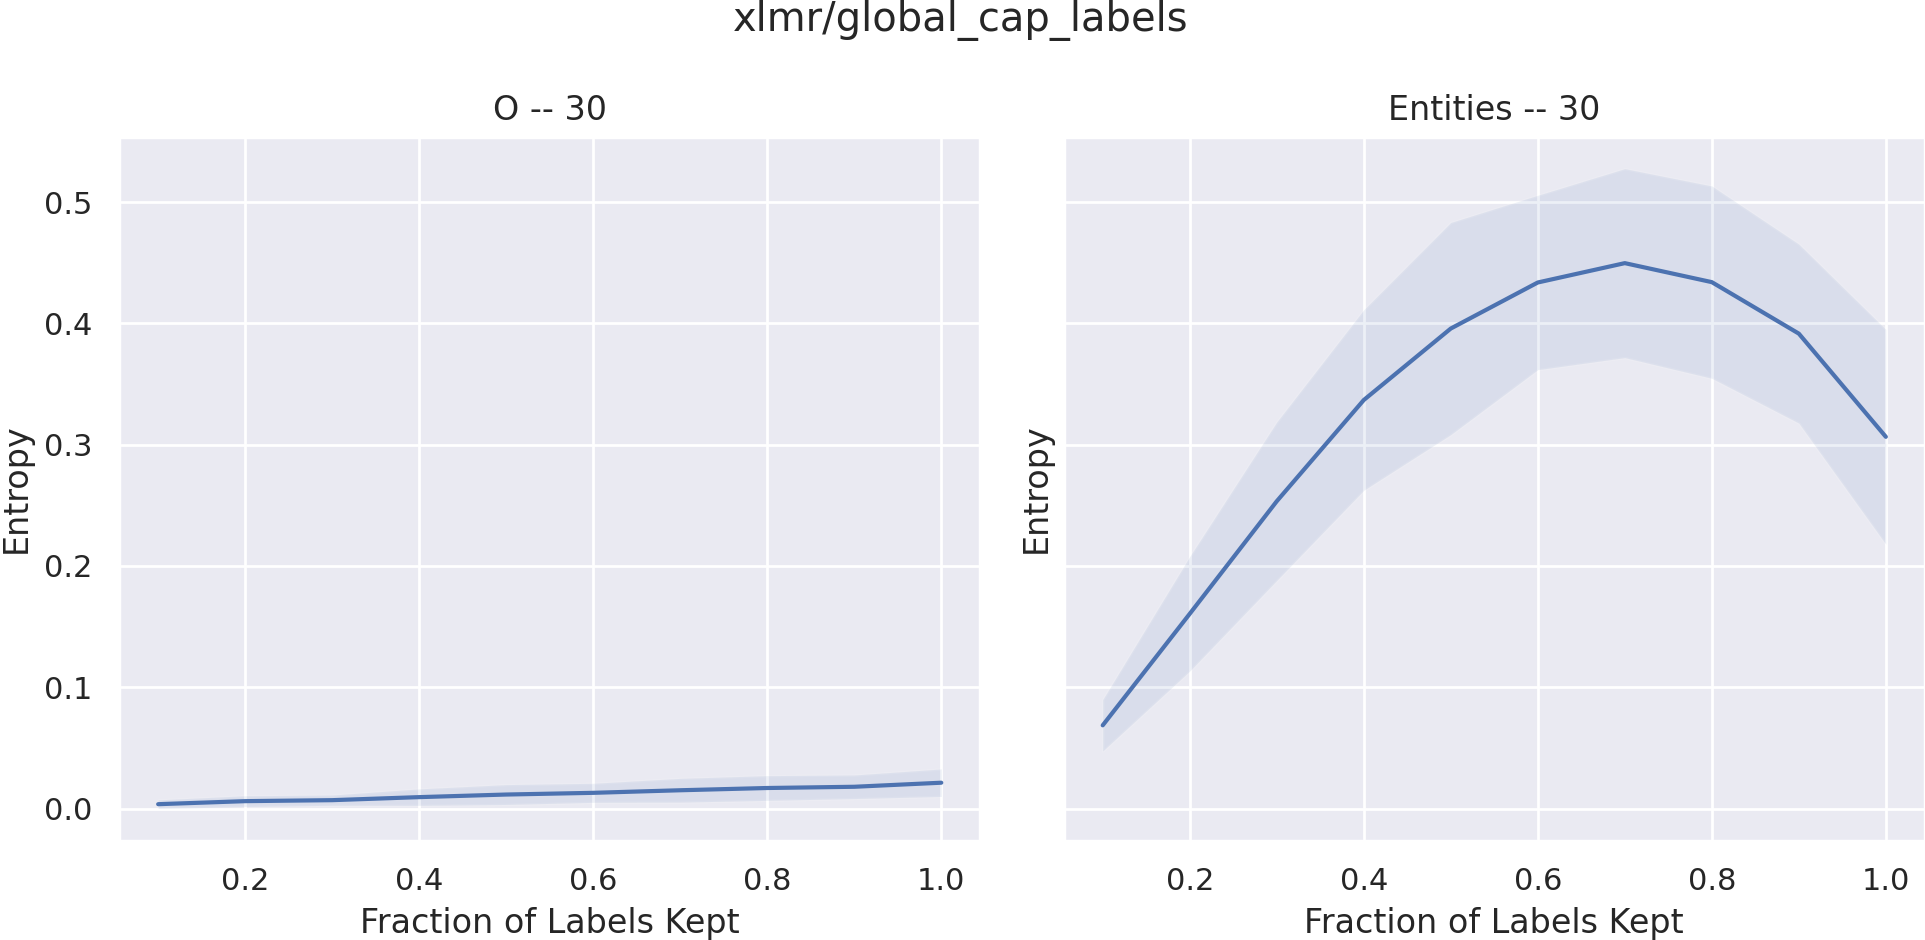 xlmr/global_cap_labels
O -- 30
Entropy
0.5
0.4
0.3
0.2
0.1
0.0
0.2 0.4 0.6 0.8 1.0
Fraction of Labels Kept
Entities -- 30
Entropy
0.2 0.4 0.6 0.8 1.0
Fraction of Labels Kept